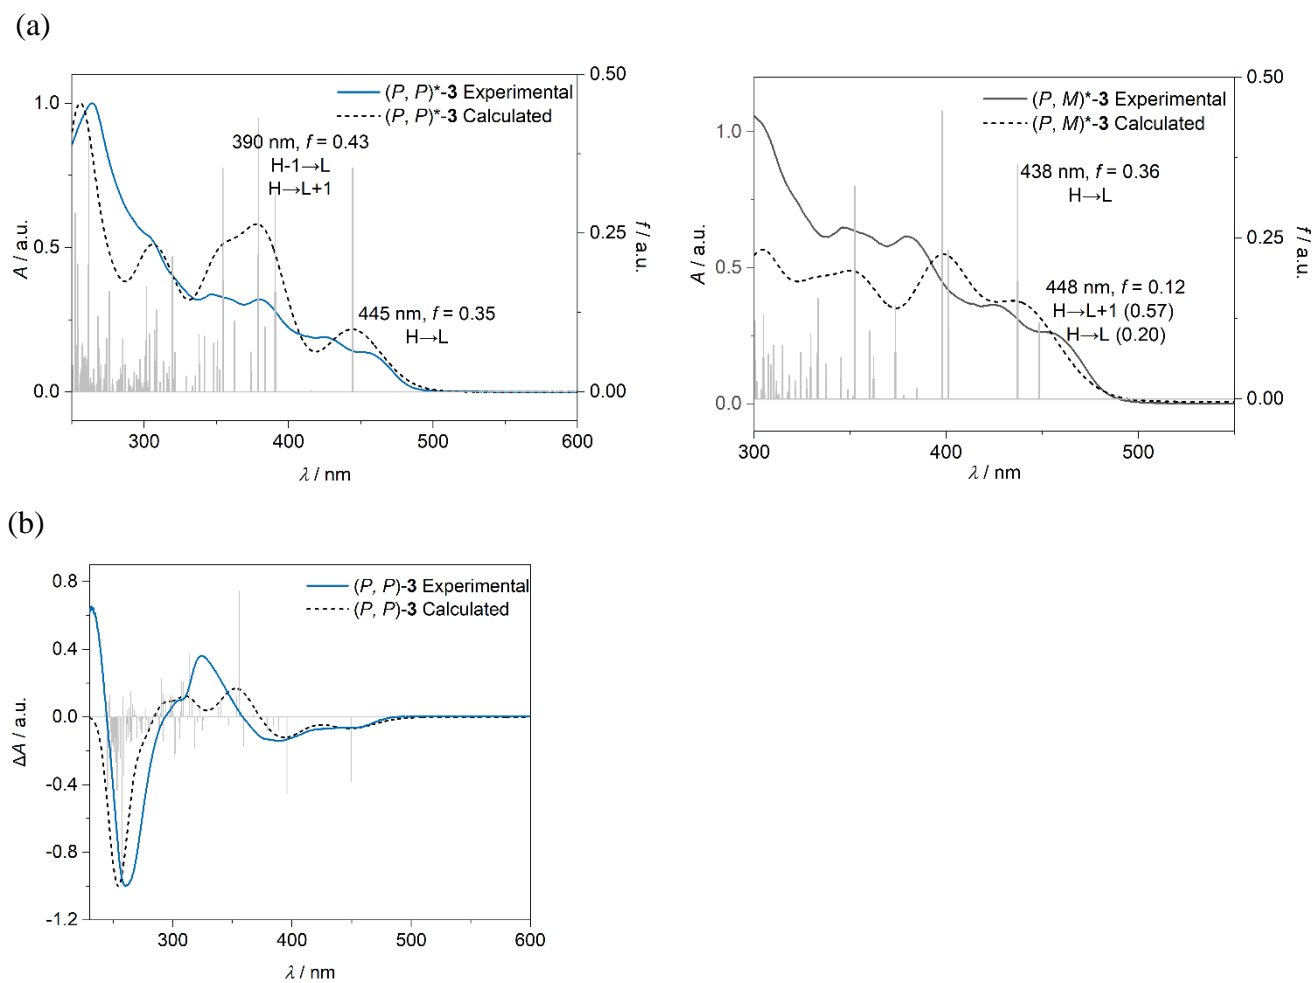 (a)
(P, P)*-3 Experimental
(P, P)*-3 Calculated
390 nm, f = 0.43
H-1→L
H→L+1
445 nm, f = 0.35
H→L
1.0
0.5
0.0
A / a.u.
0.50
0.25
0.00
f / a.u.
300 400 500 600
λ / nm
(P, M)*-3 Experimental
(P, M)*-3 Calculated
438 nm, f = 0.36
H→L
448 nm, f = 0.12
H→L+1 (0.57)
H→L (0.20)
1.0
0.5
0.0
A / a.u.
0.50
0.25
0.00
f / a.u.
300 400 500
λ / nm
(b)
(P, P)-3 Experimental
(P, P)-3 Calculated
0.8
0.4
0.0
-0.4
-0.8
-1.2
ΔA / a.u.
300 400 500 600
λ / nm